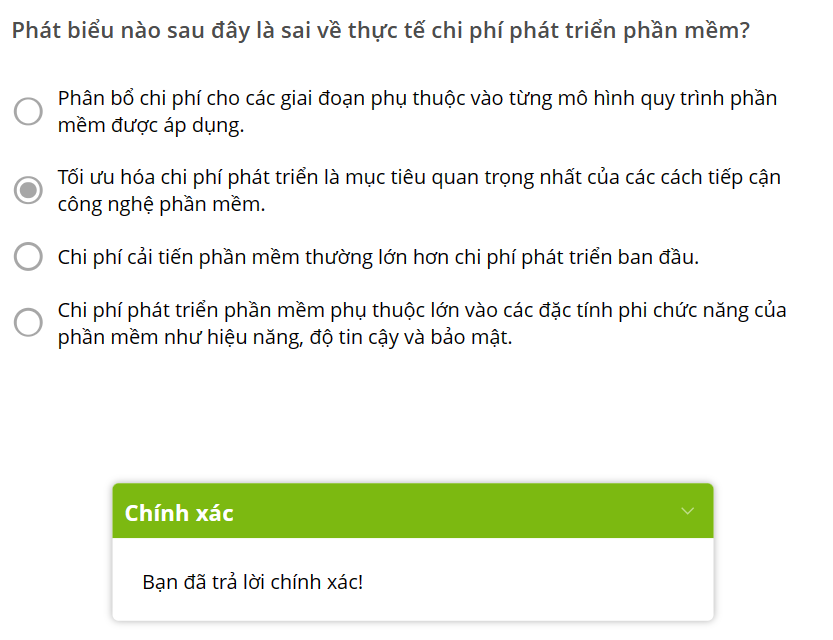 Phát biểu nào sau đây là sai về thực tế chi phí phát triển phần mềm?
Phân bổ chi phí cho các giai đoạn phụ thuộc vào từng mô hình quy trình phần
mềm được áp dụng.
Tối ưu hóa chi phí phát triển là mục tiêu quan trọng nhất của các cách tiếp cận
công nghệ phần mềm.
Chi phí cải tiến phần mềm thường lớn hơn chi phí phát triển ban đầu.
Chi phí phát triển phần mềm phụ thuộc lớn vào các đặc tính phi chức năng của
phần mềm như hiệu năng, độ tin cậy và bảo mật.
Chính xác
Bạn đã trả lời chính xác!